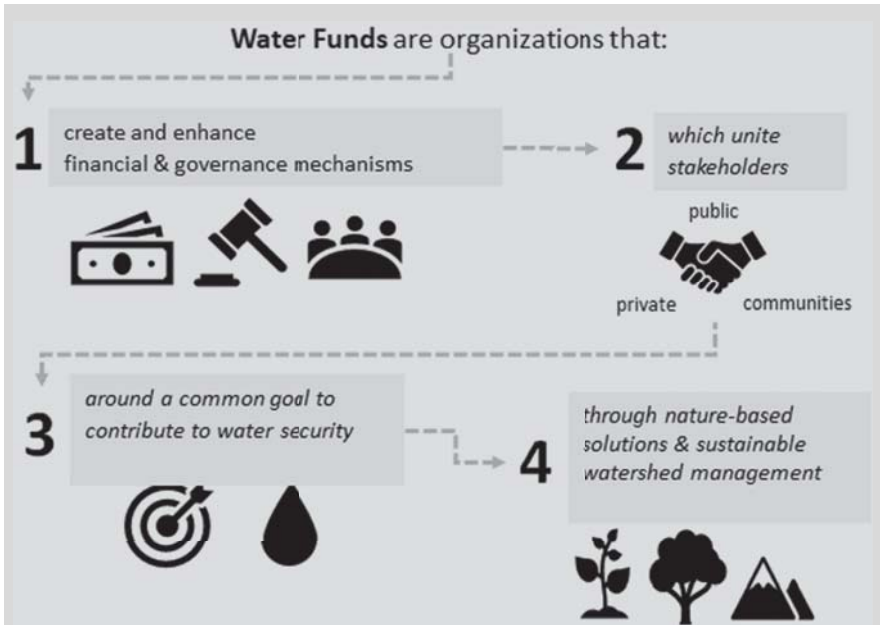 Water Funds are organizations that:
1
create and enhance
financial & governance mechanisms
2
which unite
stakeholders
public
private
communities
3
around a common goal to
contribute to water security
4
through nature-based
solutions & sustainable
watershed management